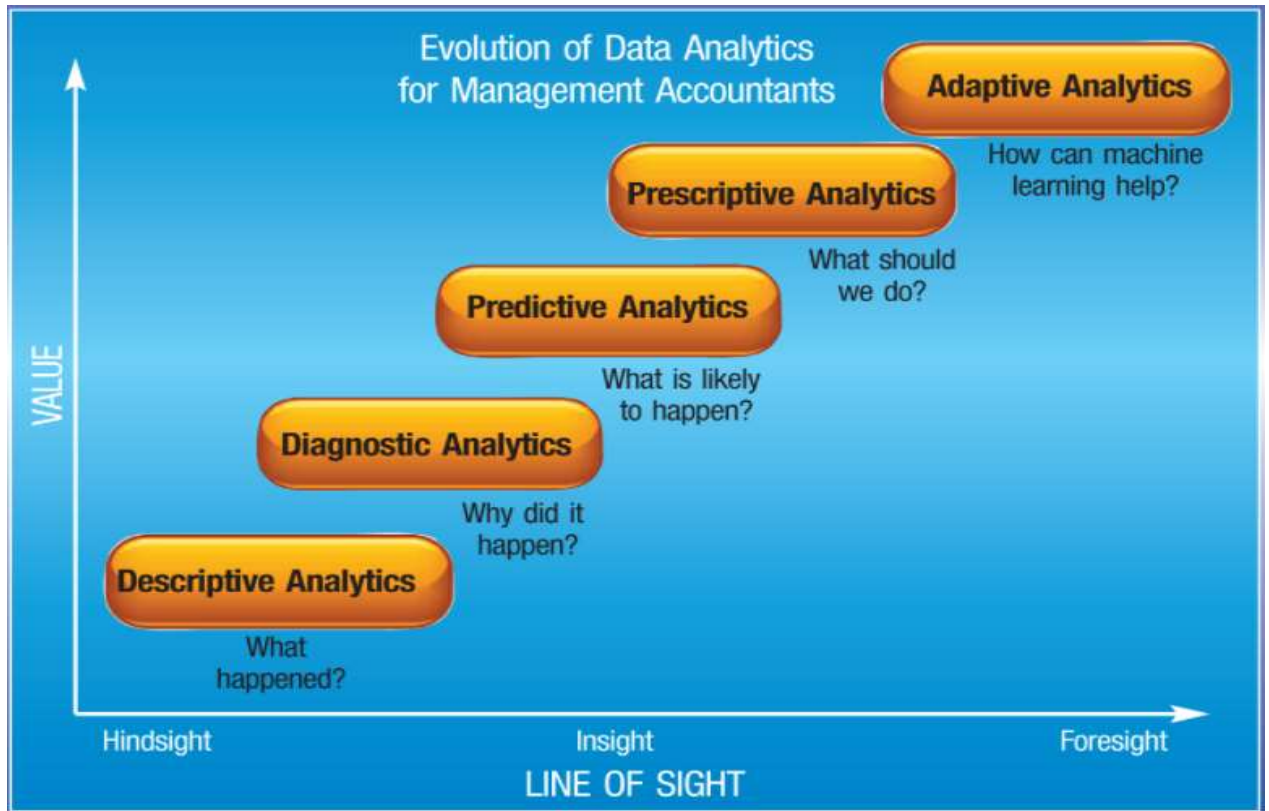 Evolution of Data Analytics
for Management Accountants
Adaptive Analytics
How can machine
learning help?
Prescriptive Analytics
What should
we do?
Predictive Analytics
What is likely
to happen?
Diagnostic Analytics
Why did it
happen?
Descriptive Analytics
What
happened?
VALUE
Hindsight
Insight
Foresight
LINE OF SIGHT